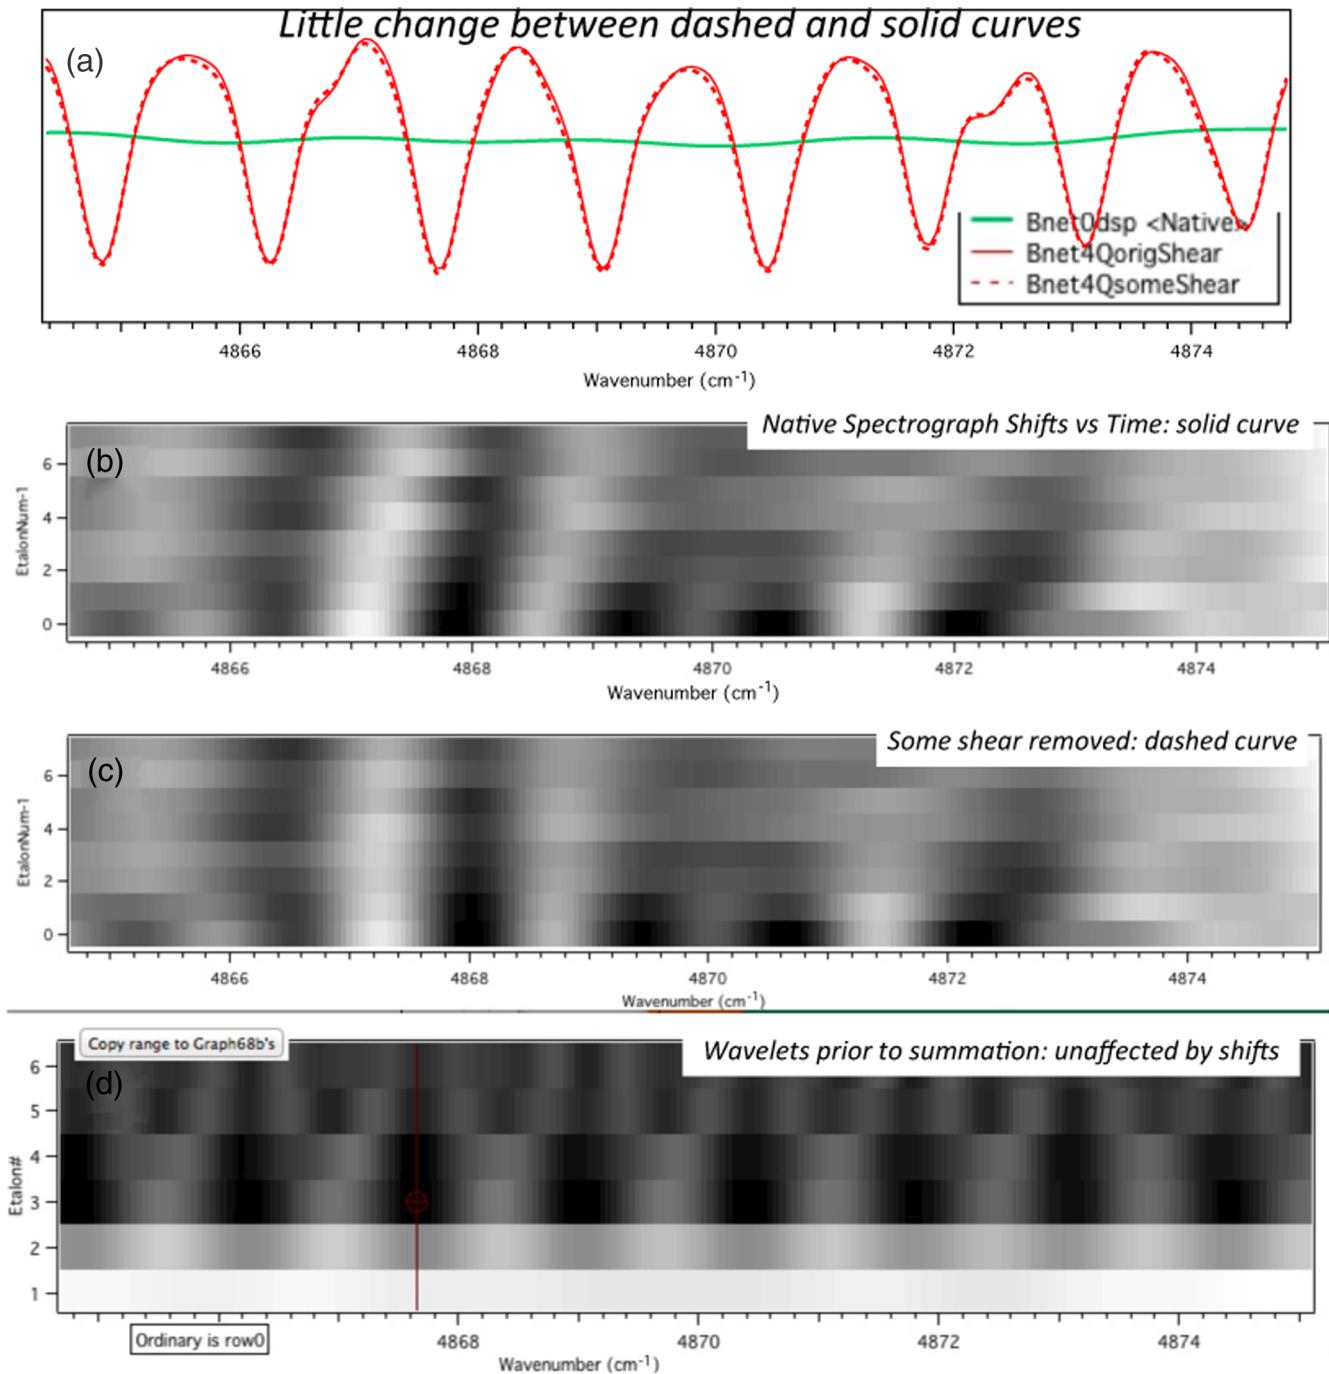 Little change between dashed and solid curves
(a)
Bnet0dsp <Native>
Bnet4QorigShear
Bnet4QsomeShear
4866 4868 4870 4872 4874
Wavenumber (cm-1)
Native Spectrograph Shifts vs Time: solid curve
(b)
EtalonNum-1
6
4
2
0
4866 4868 4870 4872 4874
Wavenumber (cm-1)
Some shear removed: dashed curve
(c)
EtalonNum-1
6
4
2
0
4866 4868 4870 4872 4874
Wavenumber (cm-1)
Copy range to Graph68b's
Wavelets prior to summation: unaffected by shifts
(d)
Etalon#
6
5
4
3
2
1
4868 4870 4872 4874
Ordinary is row0
Wavenumber (cm-1)